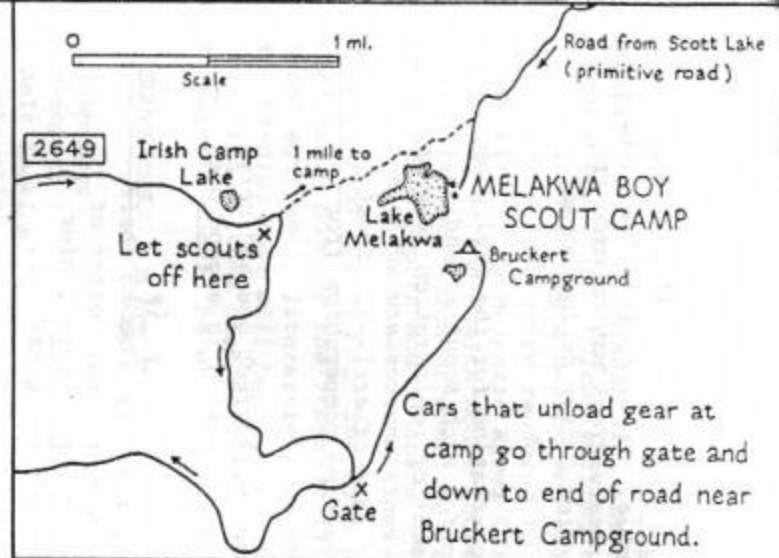 0 1 mi.
Scale
Road from Scott Lake
(primitive road)
2649
Irish Camp
Lake
1 mile to
camp
MELAKWA BOY
SCOUT CAMP
Lake
Melakwa
Let scouts
off here
Bruckert
Campground
Cars that unload gear at
camp go through gate and
down to end of road near
Bruckert Campground.
Gate